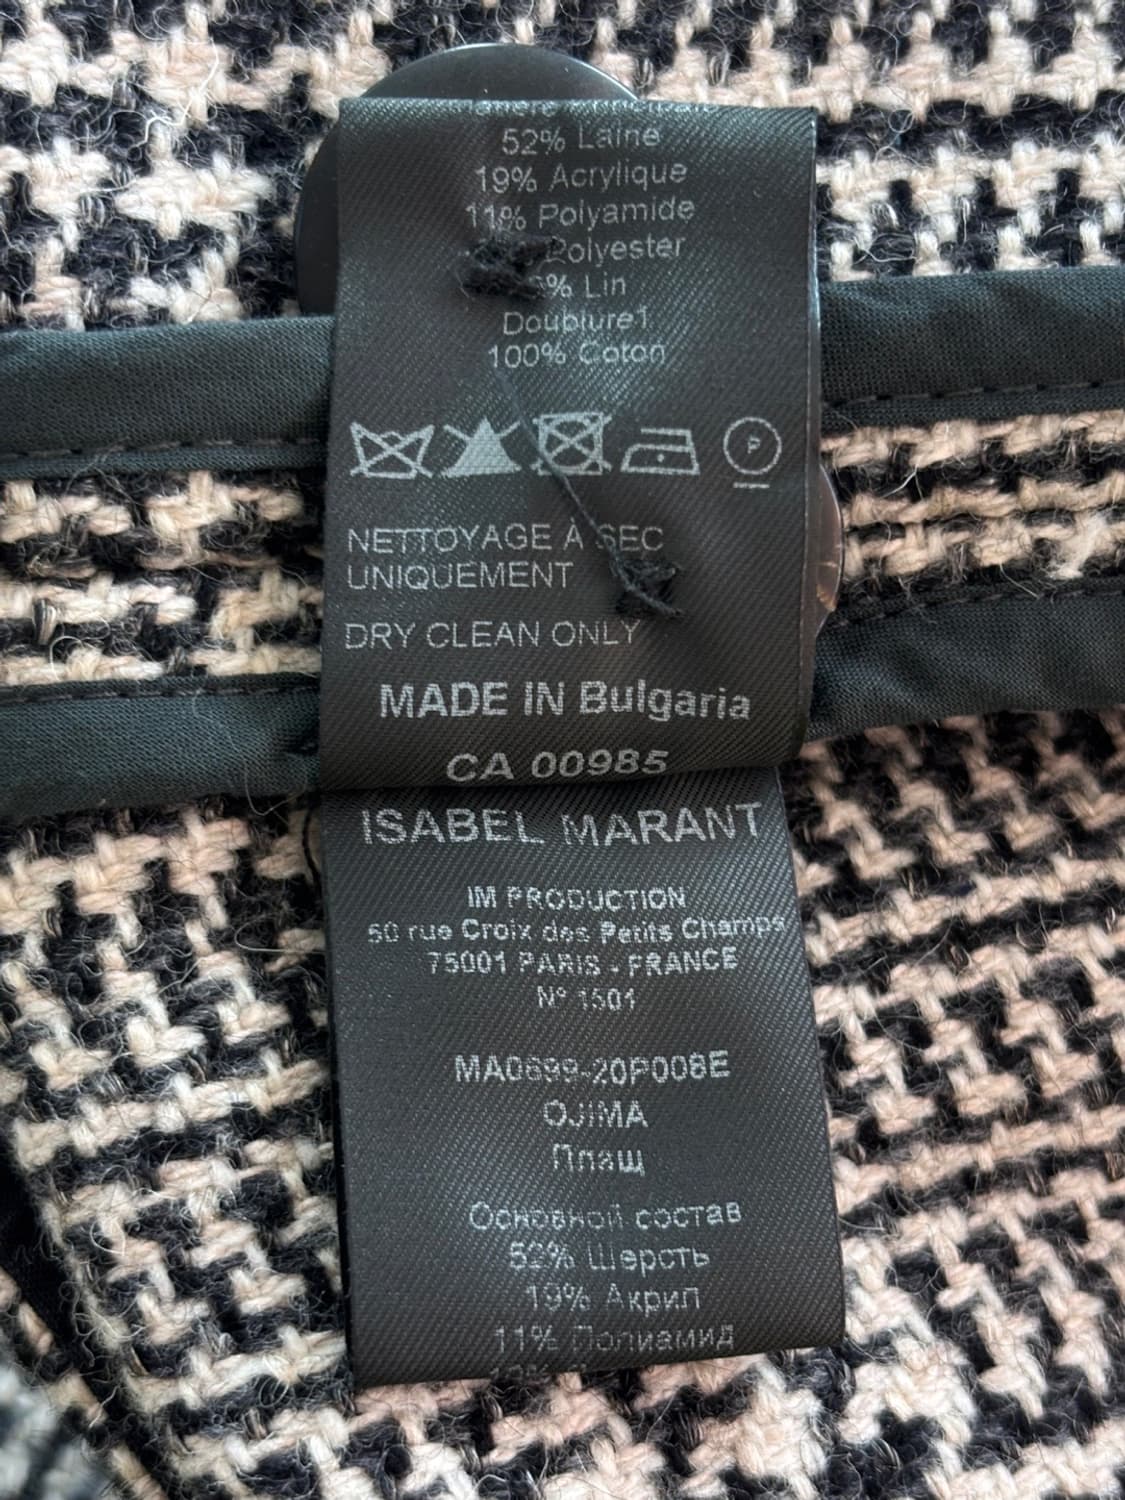 52% Laine
19% Acrylique
11% Polyamide
Polyester
% Lin
Doublure1
100% Coton
P
NETTOYAGE À SEC
UNIQUEMENT
DRY CLEAN ONLY
MADE IN Bulgaria
CA 00985
ISABEL MARANT
IM PRODUCTION
50 rue Croix des Petits Champs
75001 PARIS - FRANCE
N° 1501
MA0699-20P008E
OJIMA
Плащ
Основной состав
52% Шерсть
19% Акрил
11% Полиамид